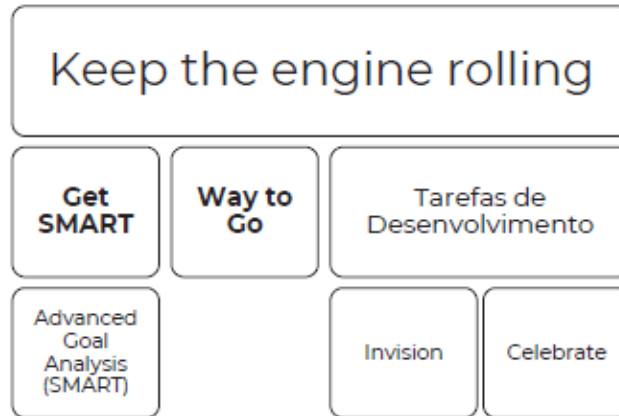 Keep the engine rolling
Get
SMART
Way to
Go
Tarefas de
Desenvolvimento
Advanced
Goal
Analysis
(SMART)
Invision
Celebrate